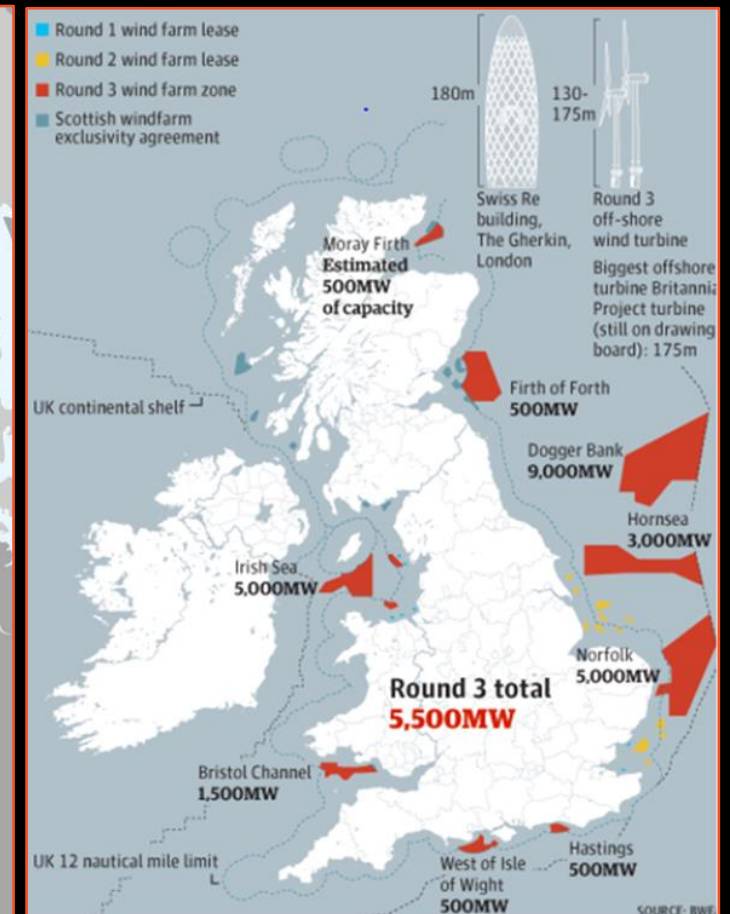 Round 1 wind farm lease
Round 2 wind farm lease
Round 3 wind farm zone
Scottish windfarm
exclusivity agreement
180m
130-
175m
Swiss Re
building,
The Gherkin,
London
Round 3
off-shore
wind turbine
Biggest offshore
turbine Britannia
Project turbine
(still on drawing
board): 175m
Moray Firth
Estimated
500MW
of capacity
UK continental shelf
Firth of Forth
500MW
Dogger Bank
9,000MW
Hornsea
3,000MW
Irish Sea
5,000MW
Norfolk
5,000MW
Round 3 total
5,500MW
Bristol Channel
1,500MW
UK 12 nautical mile limit
West of Isle
of Wight
500MW
Hastings
500MW
SOURCE: